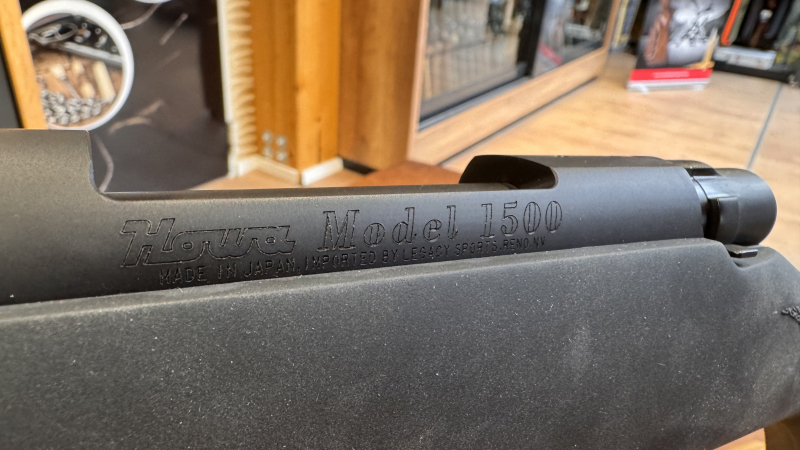 Howa Model 1500
MADE IN JAPAN, IMPORTED BY LEGACY SPORTS, RENO, NV